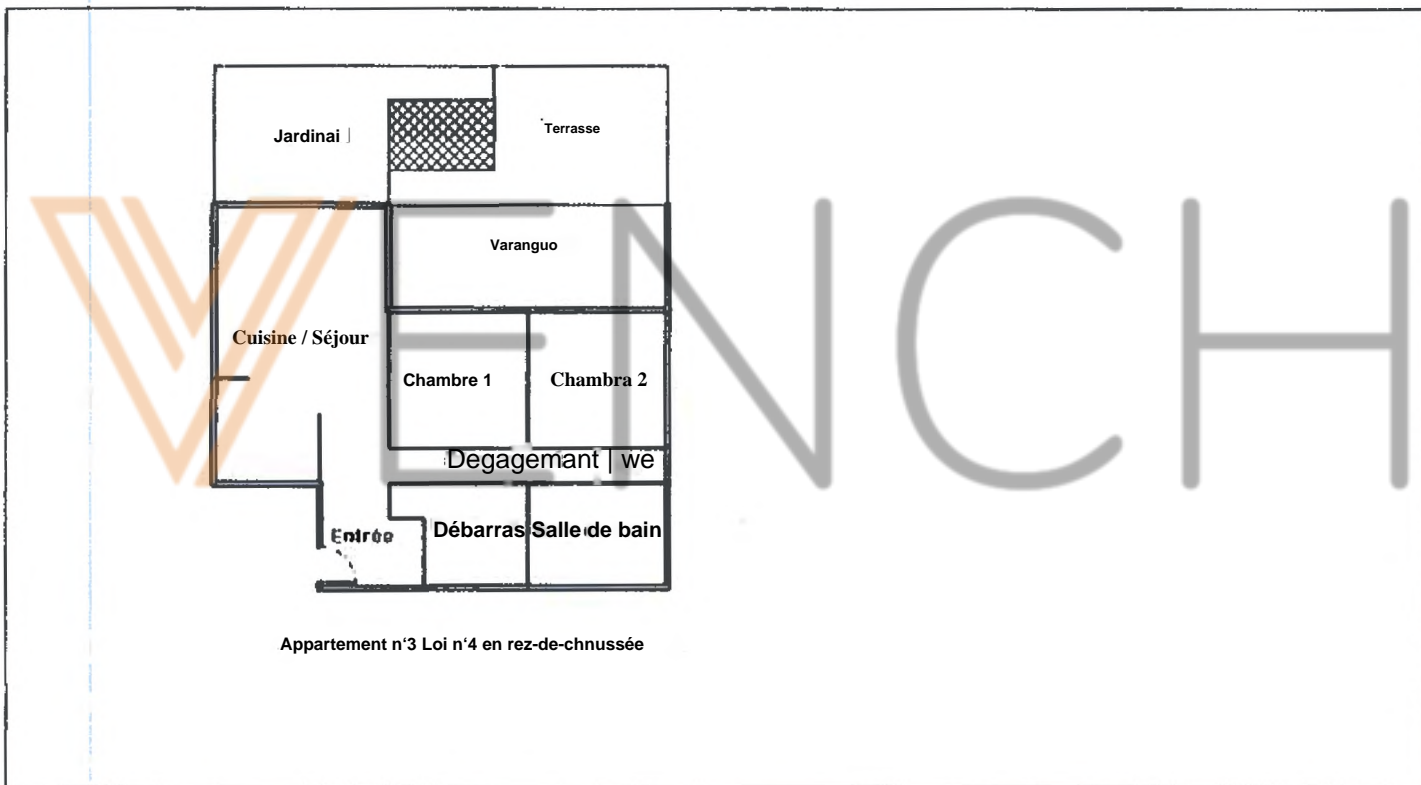 Jardinai
Terrasse
Varanguo
VENCH
Cuisine / Séjour
Chambre 1
Chambra 2
Degagemant | we
Entrée
Débarras Salle de bain
Appartement n‘3 Loi n‘4 en rez-de-chnussée